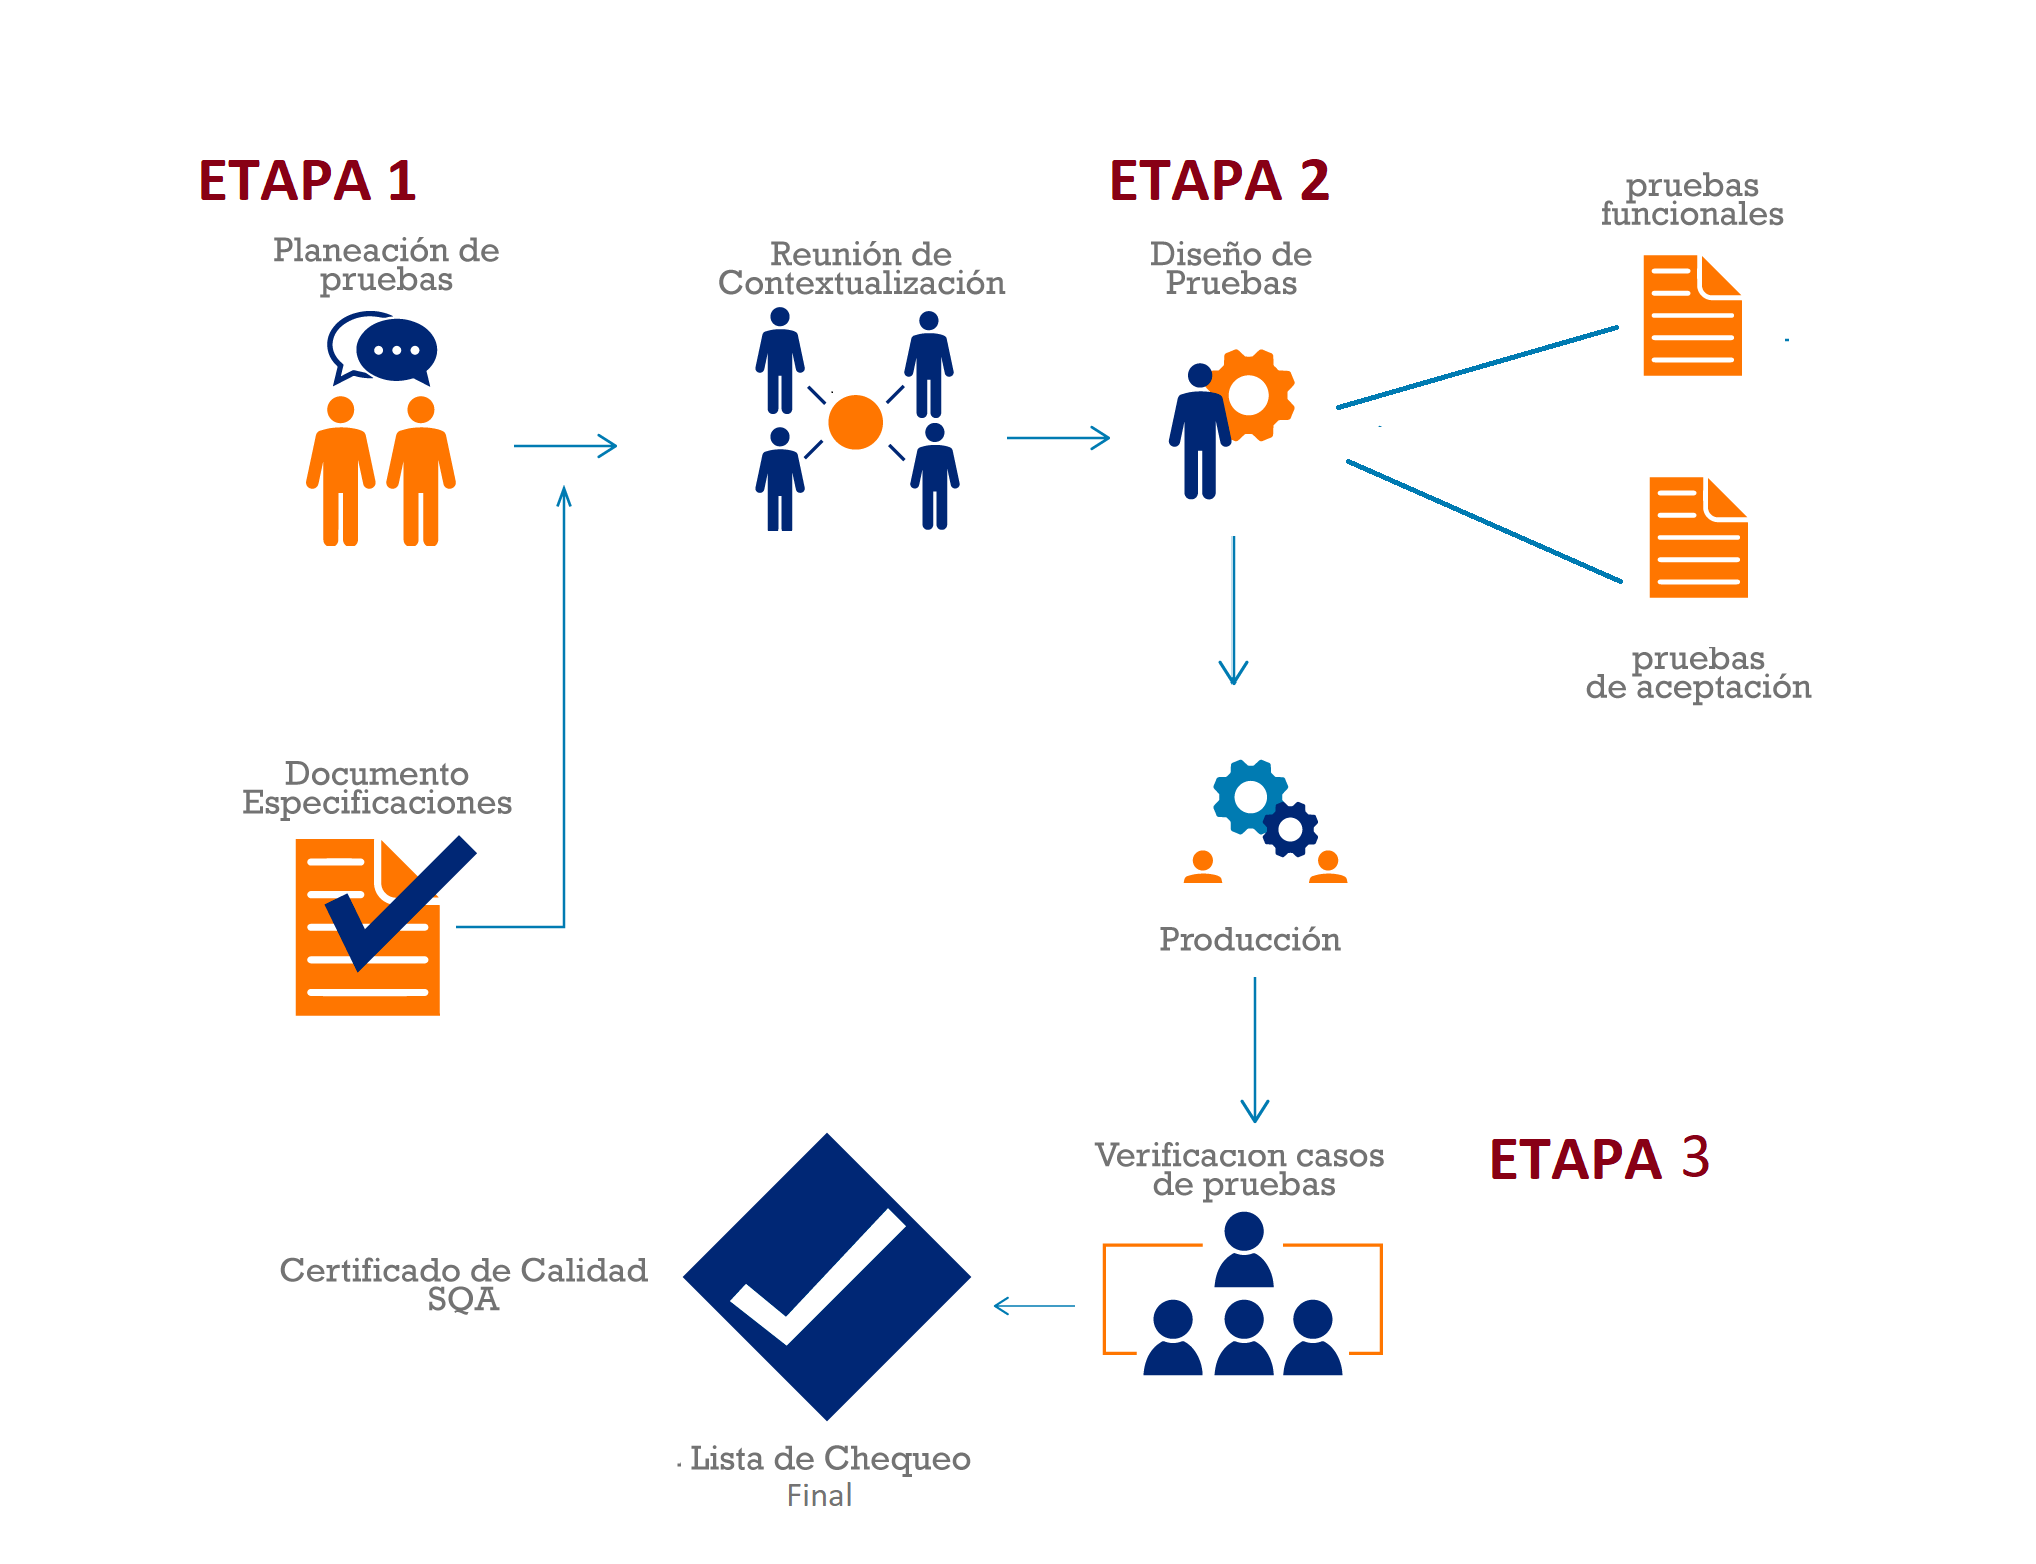 ETAPA 1
Planeación de
pruebas
Reunión de
Contextualización
ETAPA 2
Diseño de
Pruebas
pruebas
funcionales
pruebas
de aceptación
Documento
Especificaciones
Producción
ETAPA 3
Verificacion casos
de pruebas
Certificado de Calidad
SQA
Lista de Chequeo
Final